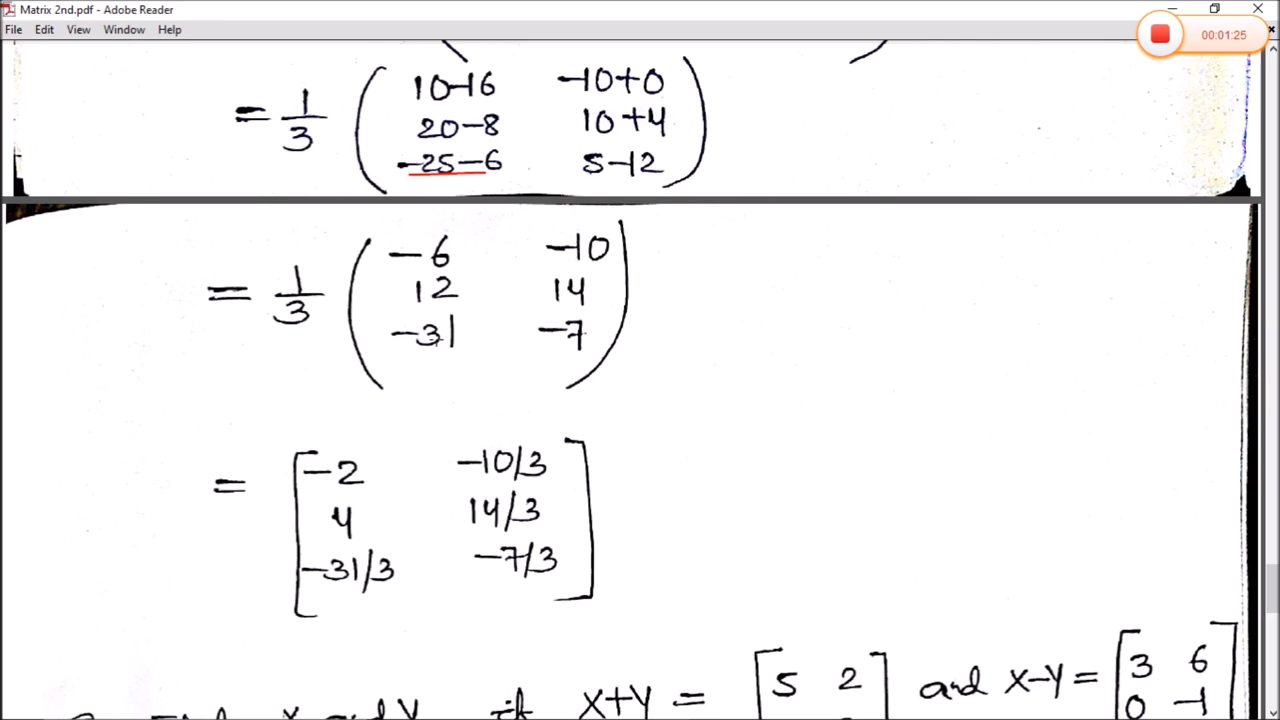 Matrix 2nd.pdf - Adobe Reader
File Edit View Window Help
00:01:25
= 1/3 ( 10-16 -10+0
20-8 10+4
-25-6 5-12 )
= 1/3 ( -6 -10
12 14
-31 -7 )
= [ -2 -10/3
4 14/3
-31/3 -7/3 ]
X and Y if X+Y = [ 5 2 ] and X-Y = [ 3 6
0 -1 ]